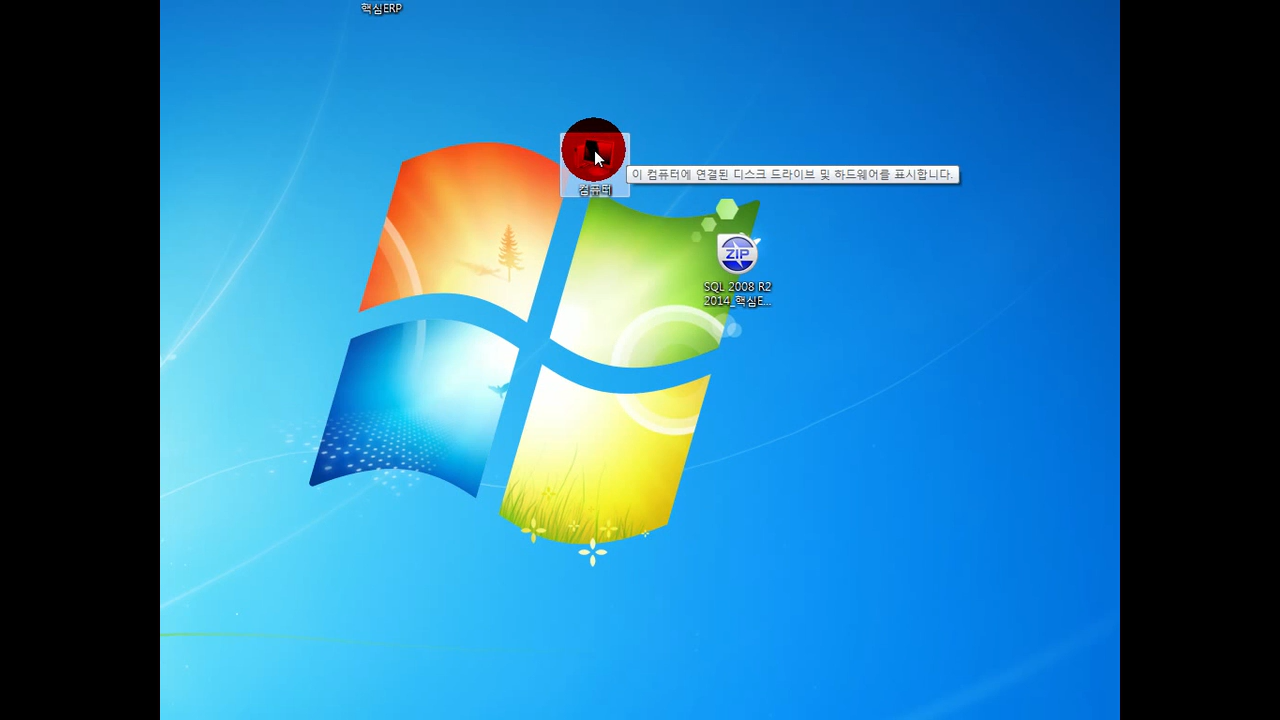 핵심ERP
컴퓨터
이 컴퓨터에 연결된 디스크 드라이브 및 하드웨어를 표시합니다.
ZIP
SQL 2008 R2
2014_핵심E...